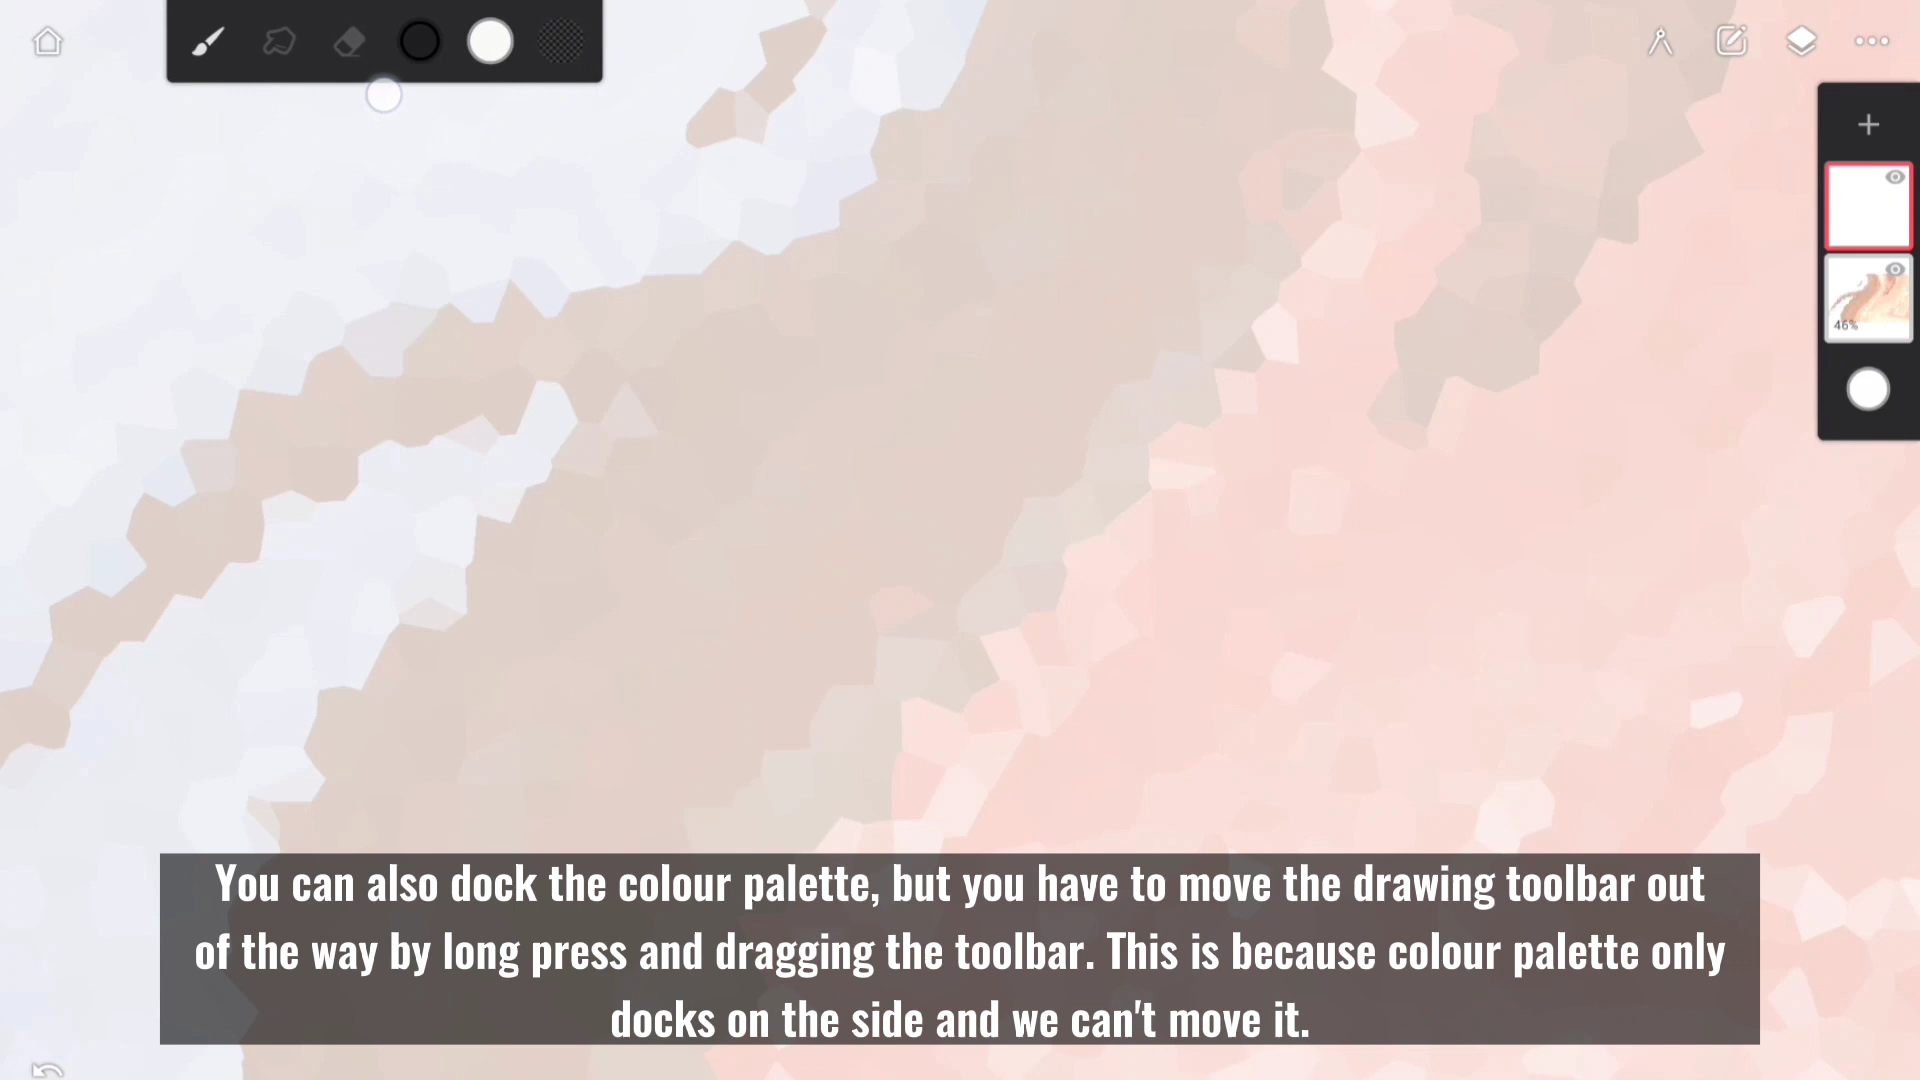 46%
You can also dock the colour palette, but you have to move the drawing toolbar out
of the way by long press and dragging the toolbar. This is because colour palette only
docks on the side and we can't move it.